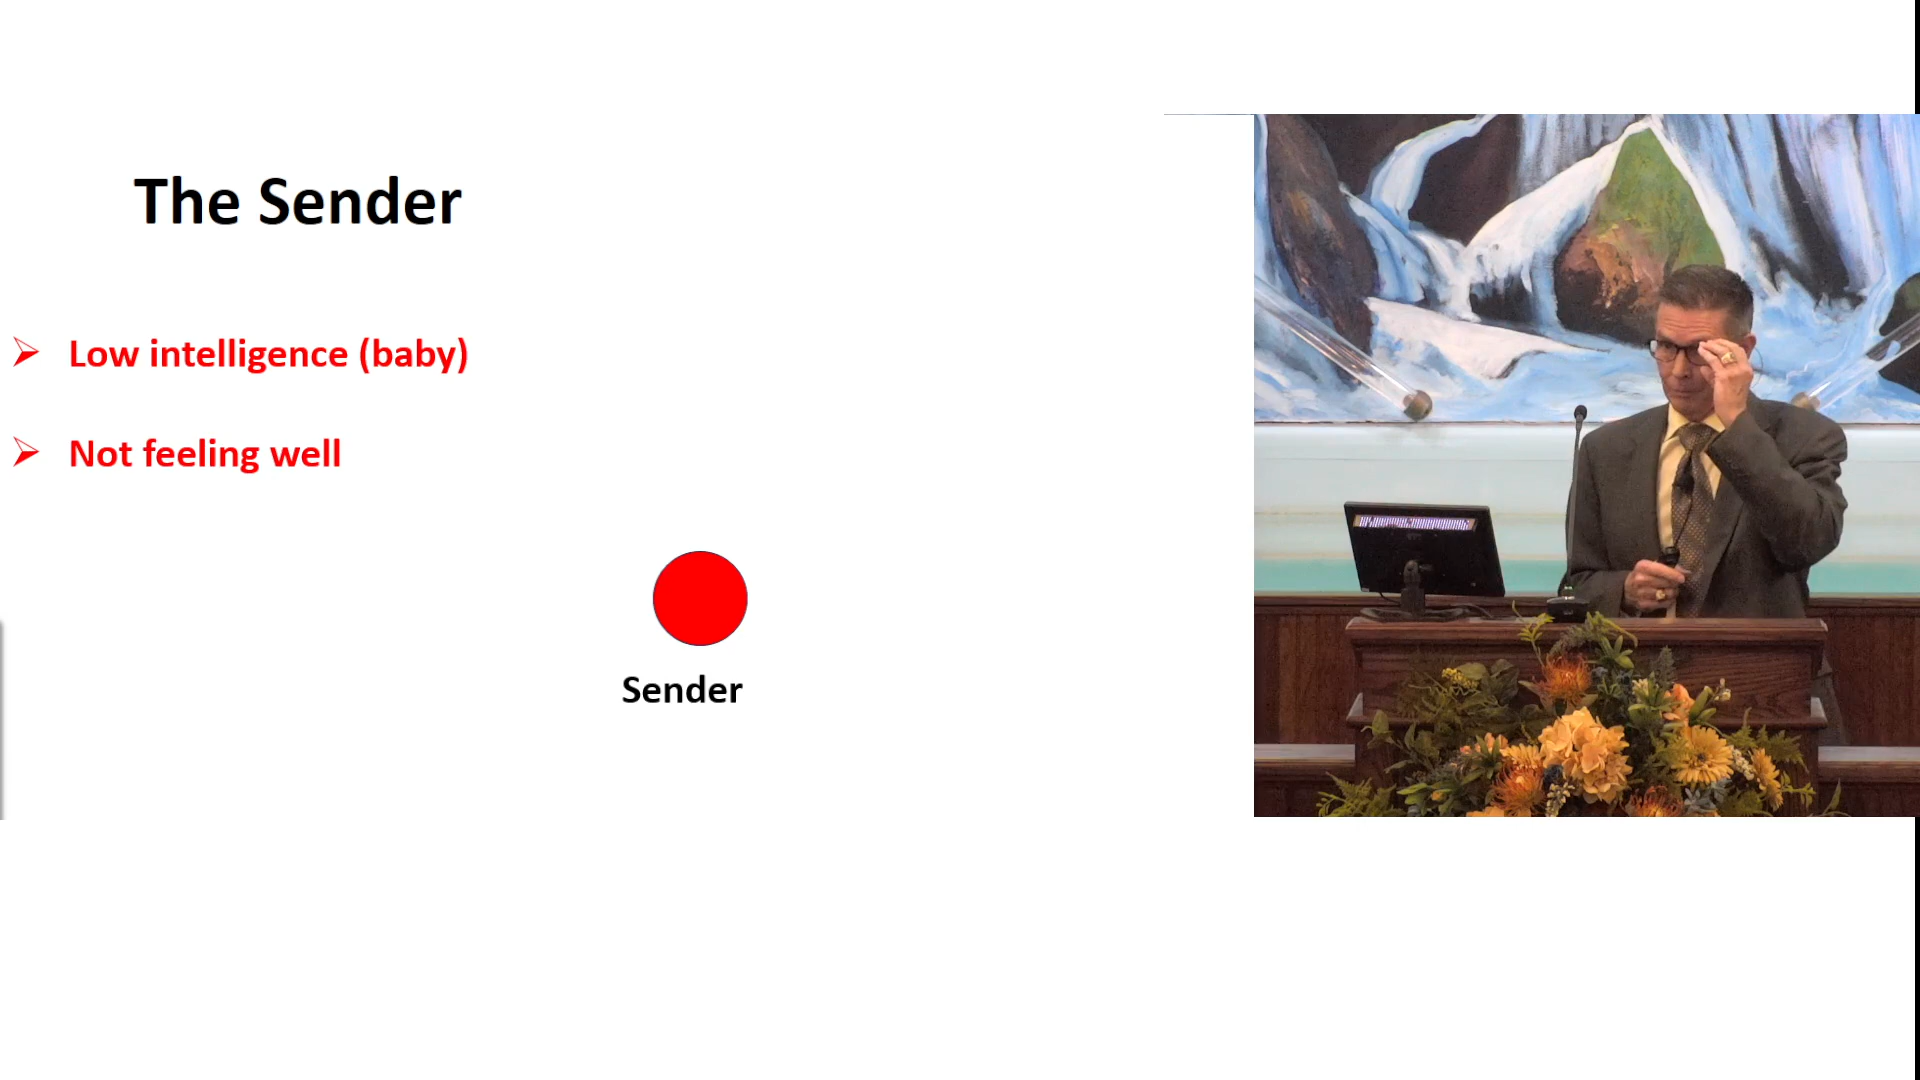 The Sender
➢ Low intelligence (baby)
➢ Not feeling well
Sender